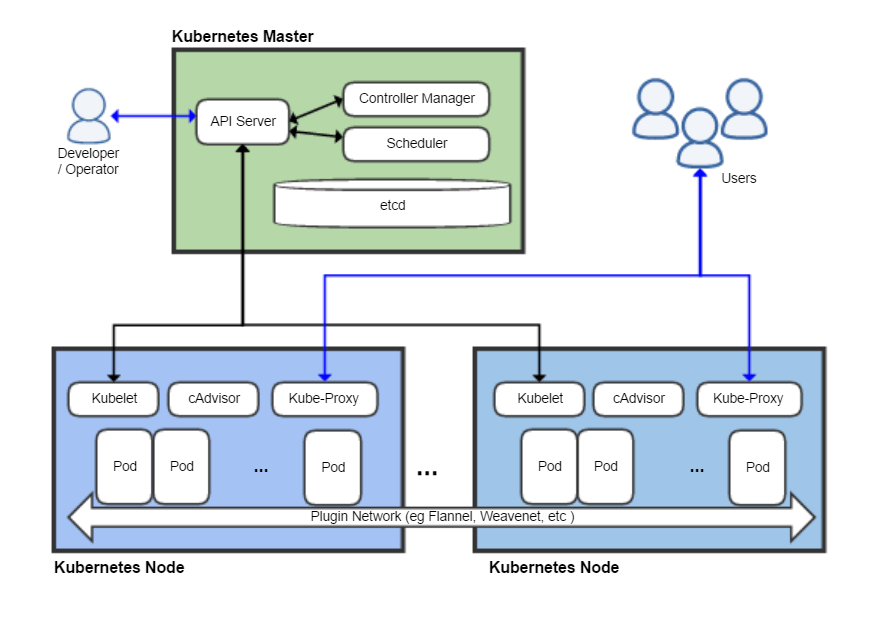 Kubernetes Master
API Server
Controller Manager
Scheduler
etcd
Developer
/ Operator
Users
Kubelet
cAdvisor
Kube-Proxy
Pod
Pod
...
Pod
...
Kubelet
cAdvisor
Kube-Proxy
Pod
Pod
...
Pod
Plugin Network (eg Flannel, Weavenet, etc )
Kubernetes Node
Kubernetes Node